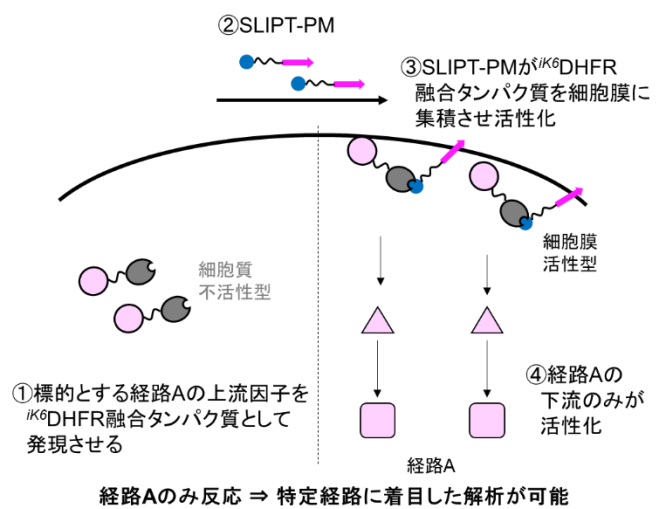 ②SLIPT-PM
③SLIPT-PMがiK6DHFR
融合タンパク質を細胞膜に
集積させ活性化
細胞質
不活性型
細胞膜
活性型
①標的とする経路Aの上流因子を
iK6DHFR融合タンパク質として
発現させる
④経路Aの
下流のみが
活性化
経路A
経路Aのみ反応 ⇒ 特定経路に着目した解析が可能